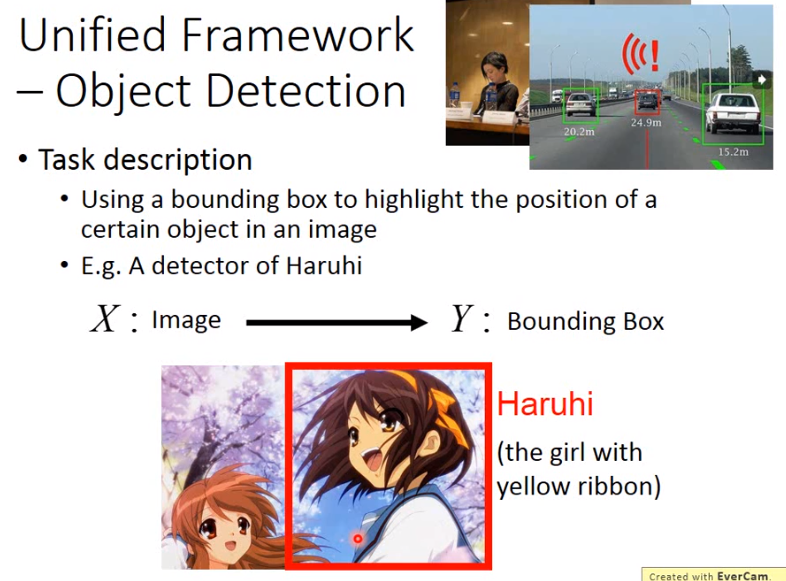 Unified Framework
– Object Detection
20.2m
24.9m
15.2m
• Task description
• Using a bounding box to highlight the position of a
certain object in an image
• E.g. A detector of Haruhi
X : Image
Y : Bounding Box
Haruhi
(the girl with
yellow ribbon)
Created with EverCam.